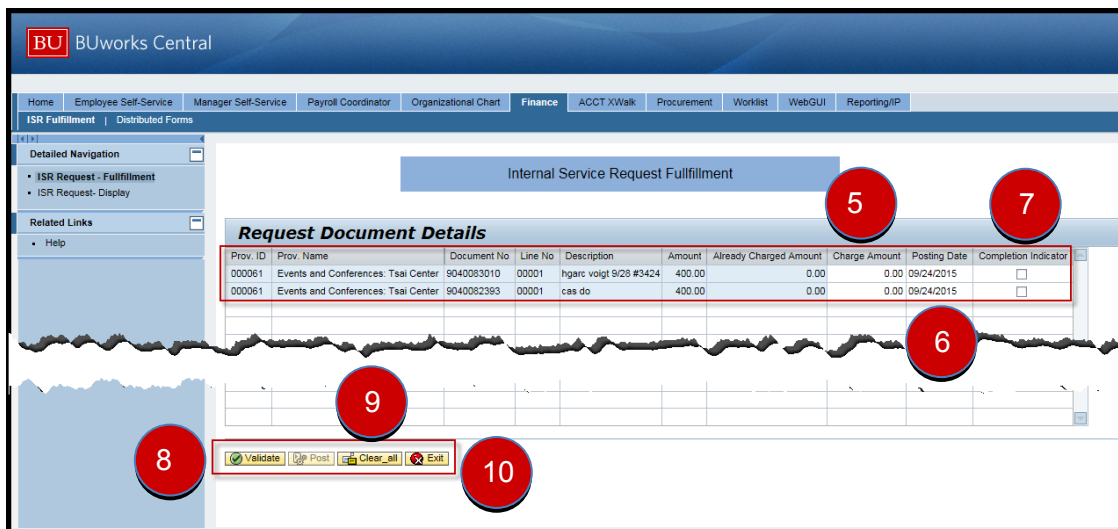 BU BUworks Central
Home Employee Self-Service Manager Self-Service Payroll Coordinator Organizational Chart Finance ACCT XWalk Procurement Worklist WebGUI Reporting/IP
ISR Fulfillment | Distributed Forms
Detailed Navigation
ISR Request - Fullfillment
ISR Request- Display
Related Links
Help
Internal Service Request Fullfillment
5
7
Request Document Details
Prov. ID Prov. Name Document No Line No Description Amount Already Charged Amount Charge Amount Posting Date Completion Indicator
000061 Events and Conferences: Tsai Center 9040083010 00001 hgarc voigt 9/28 #3424 400.00 0.00 0.00 09/24/2015
000061 Events and Conferences: Tsai Center 9040082393 00001 cas do 400.00 0.00 0.00 09/24/2015
6
9
8
Validate Post Clear_all Exit
10